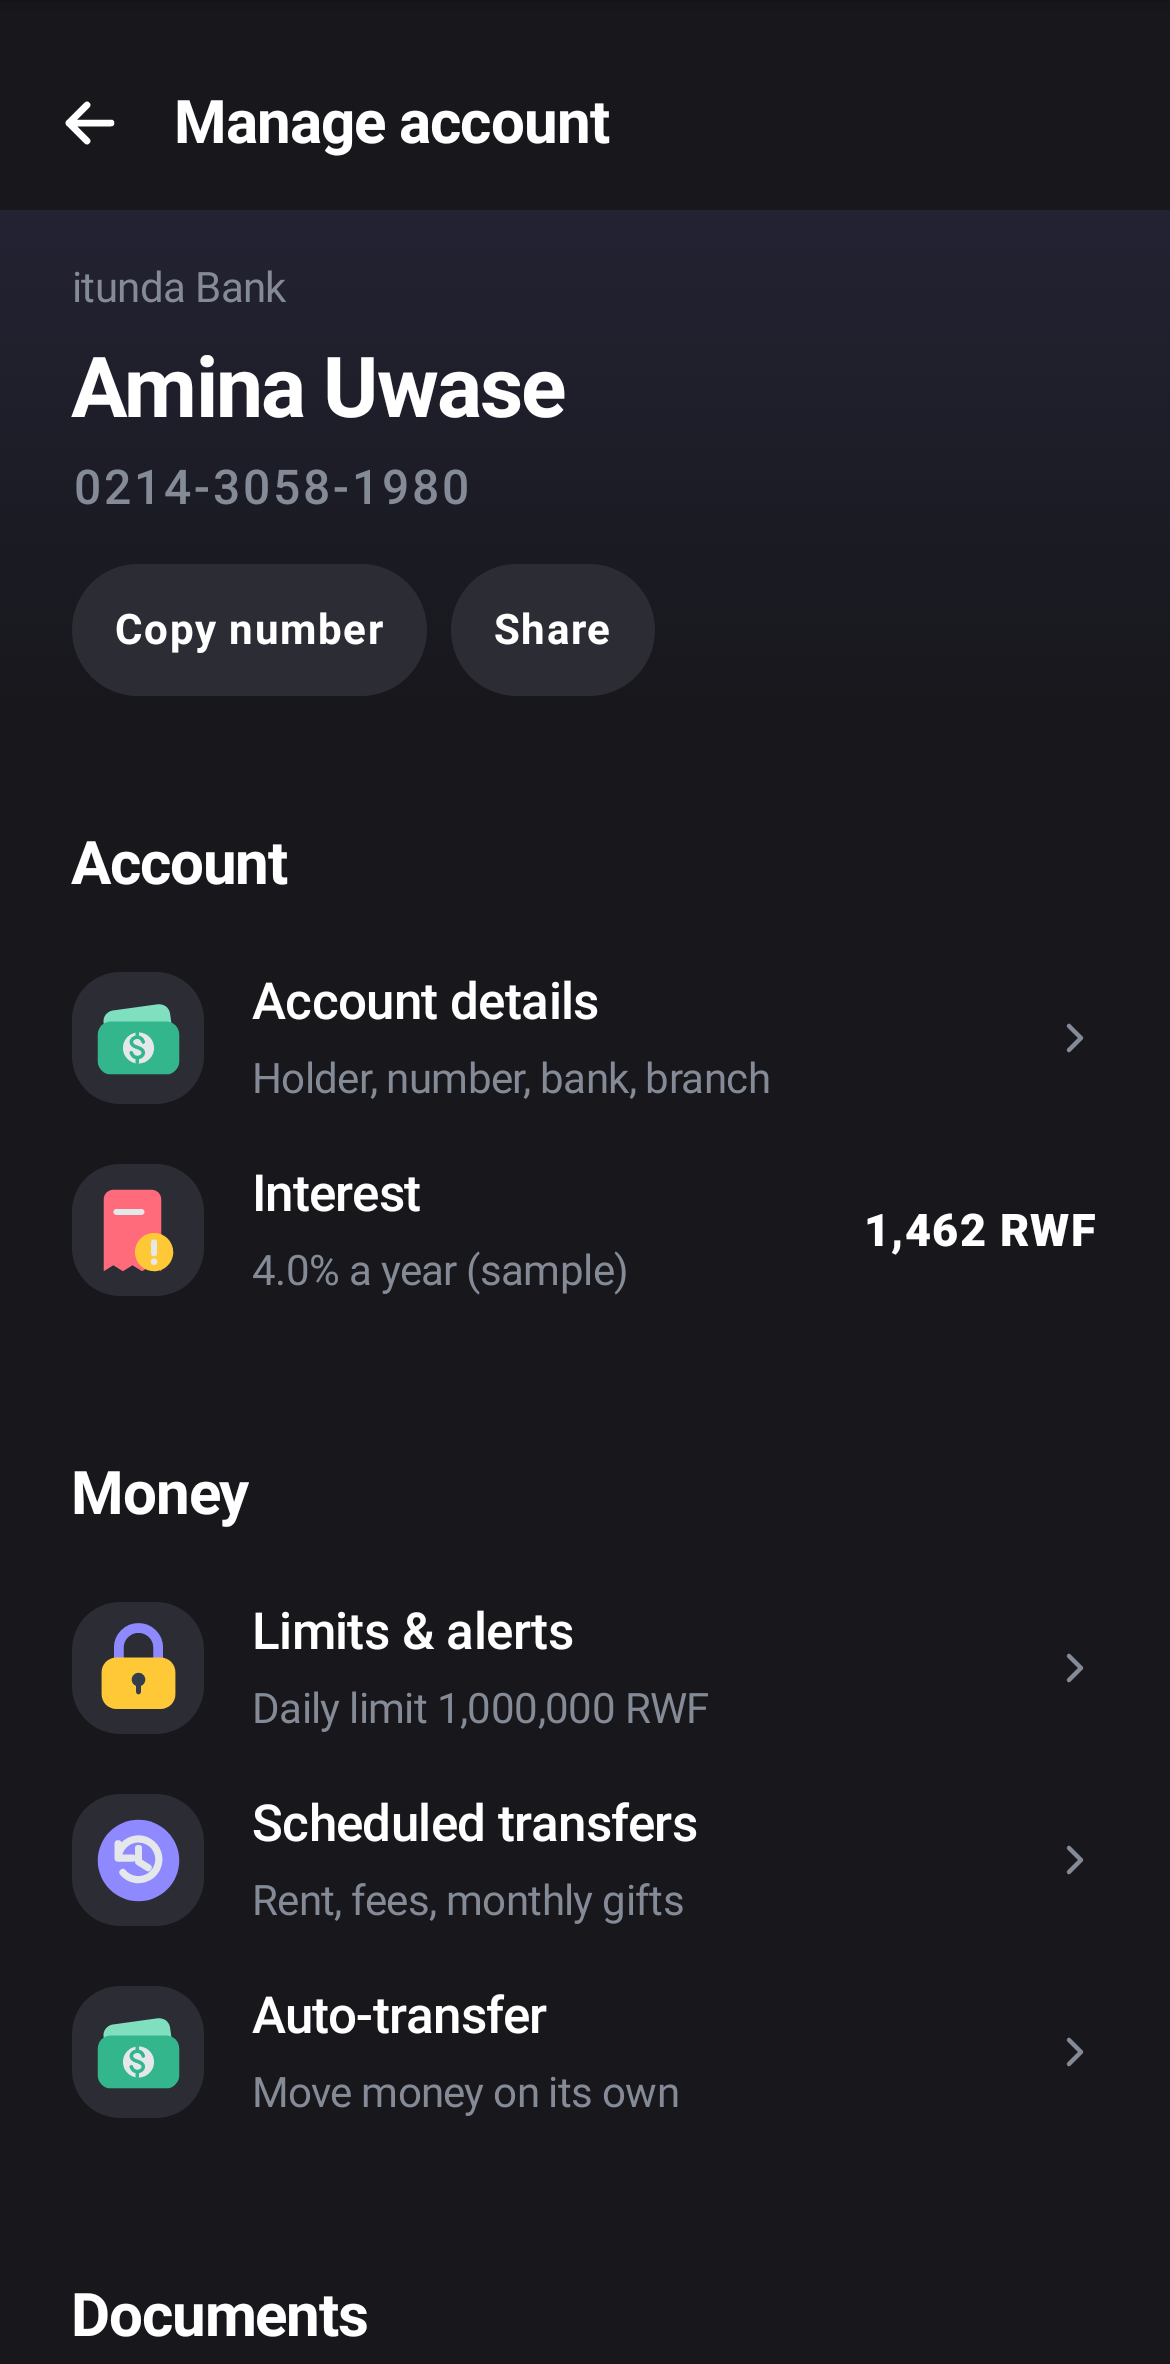 Manage account
itunda Bank
Amina Uwase
0214-3058-1980
Copy number
Share
Account
Account details
Holder, number, bank, branch
Interest
4.0% a year (sample)
1,462 RWF
Money
Limits & alerts
Daily limit 1,000,000 RWF
Scheduled transfers
Rent, fees, monthly gifts
Auto-transfer
Move money on its own
Documents